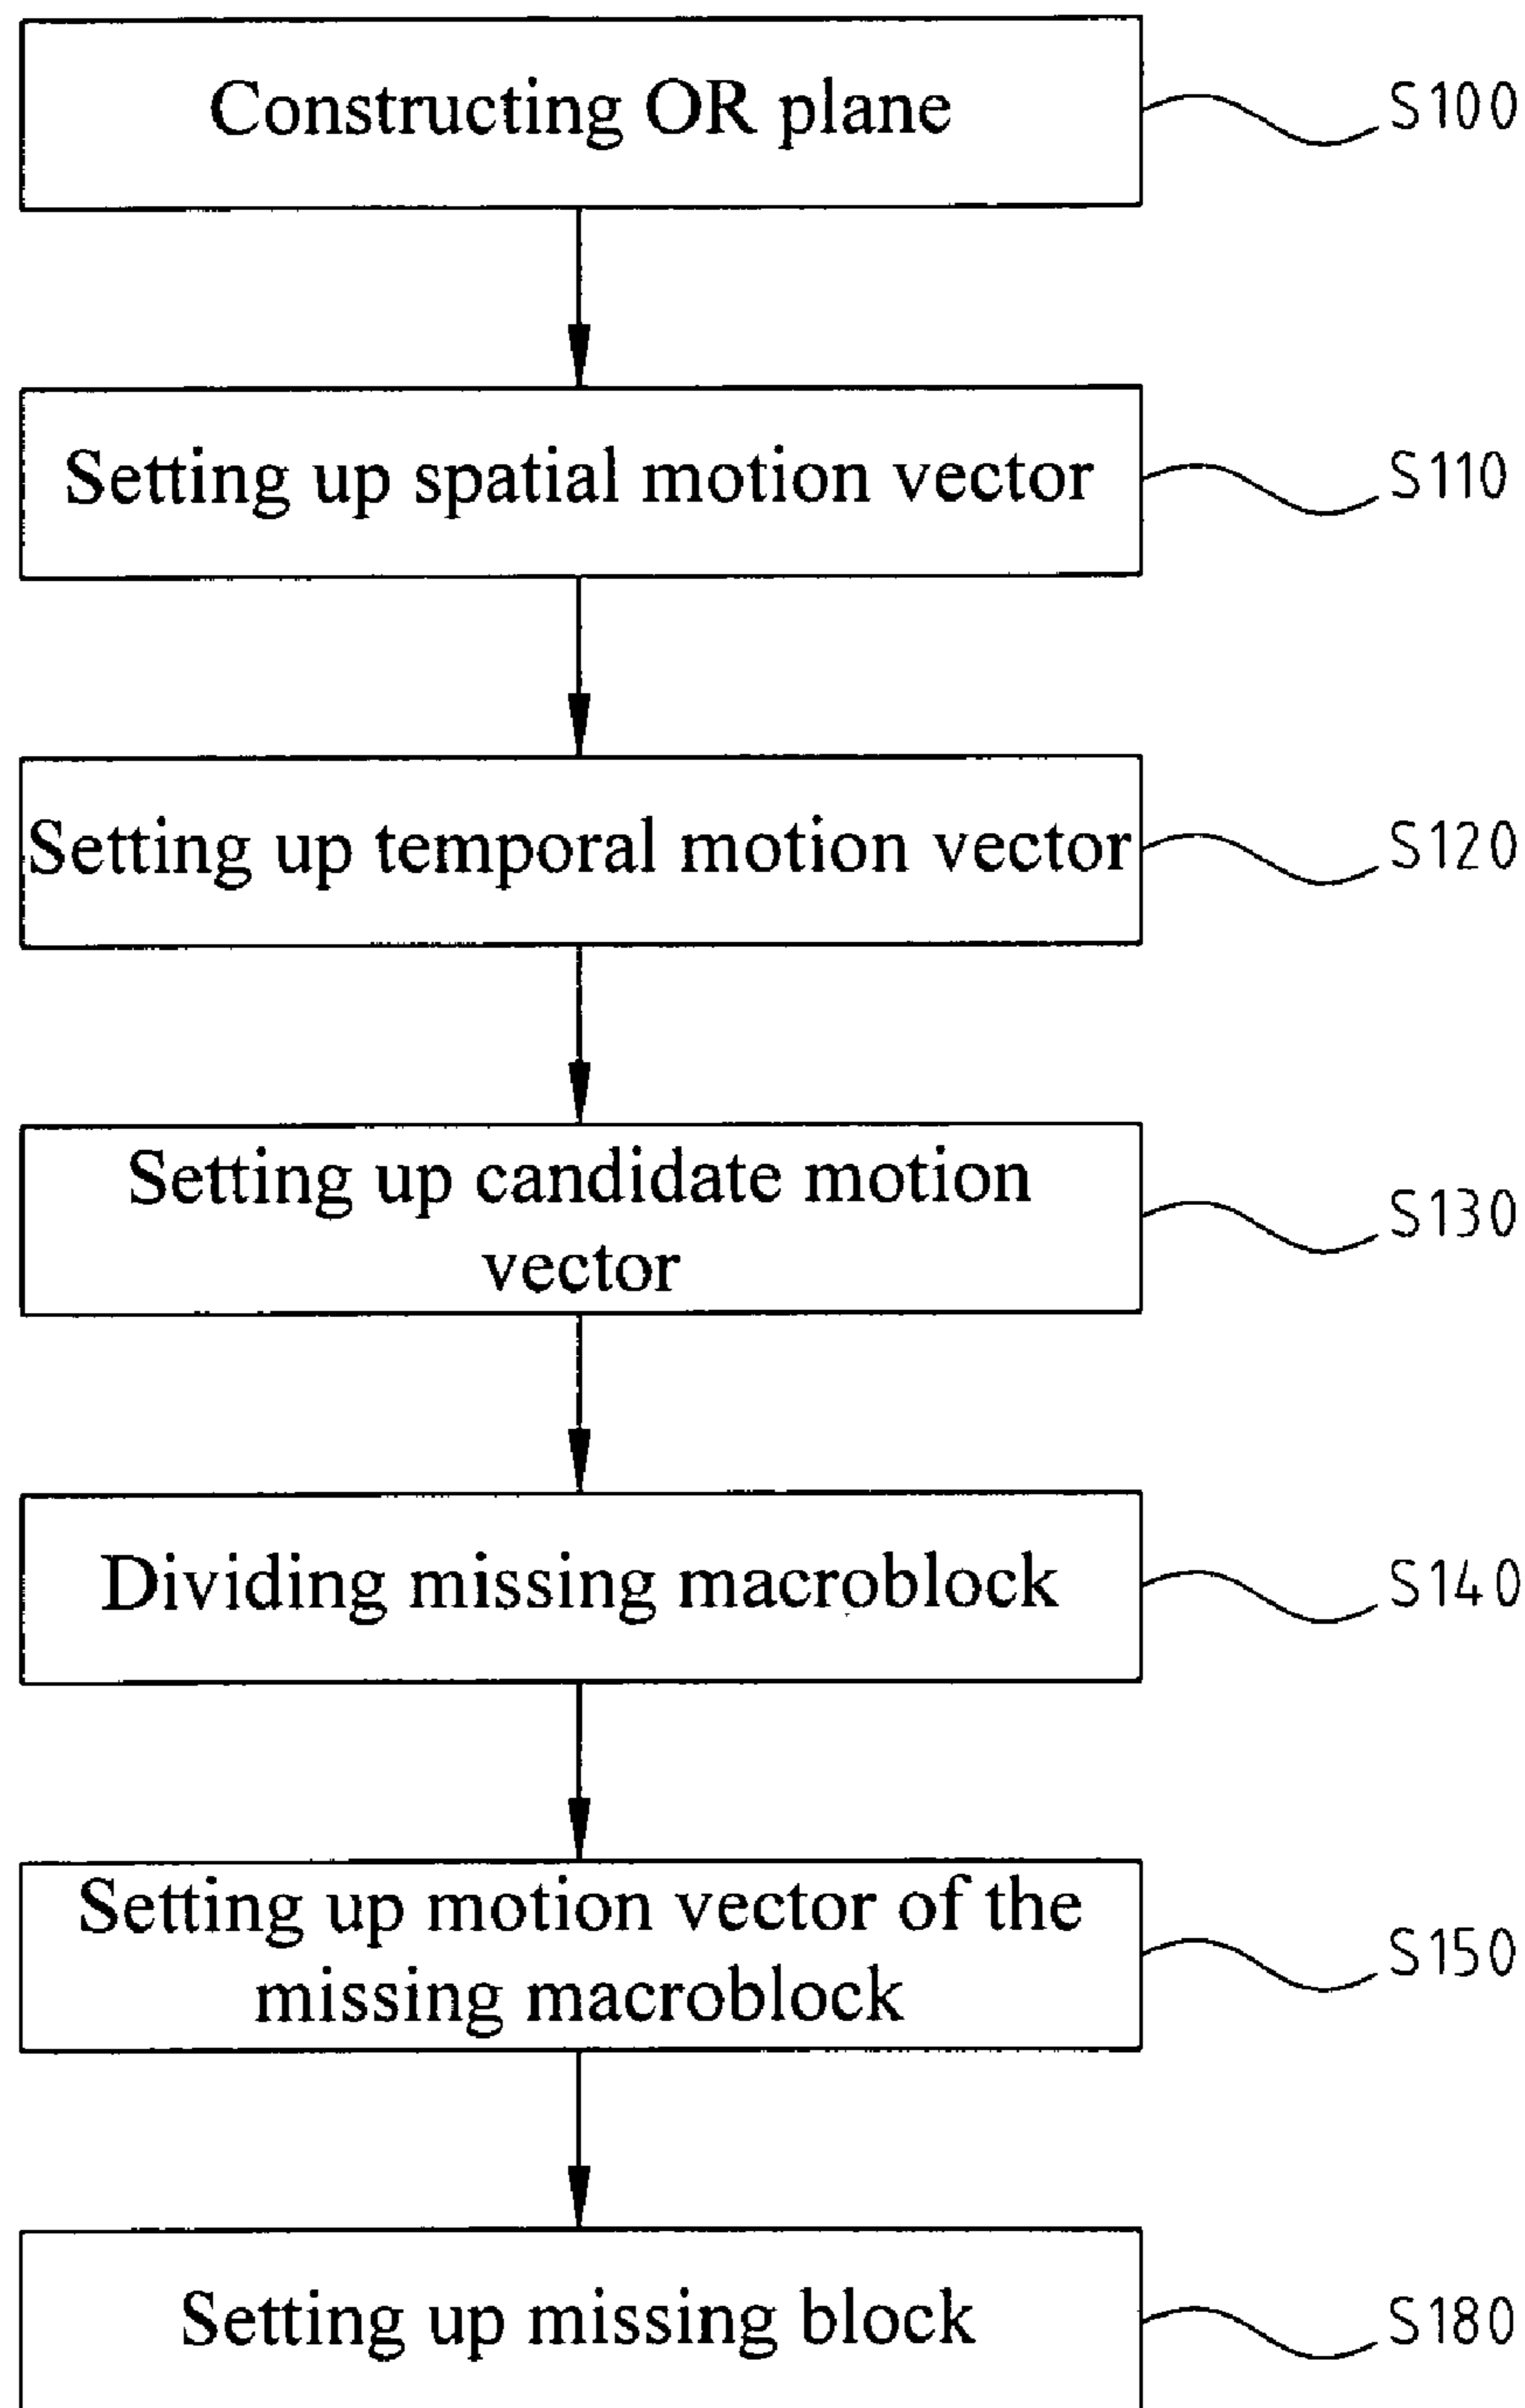 Constructing OR plane
S100
Setting up spatial motion vector
S110
Setting up temporal motion vector
S120
Setting up candidate motion
vector
S130
Dividing missing macroblock
S140
Setting up motion vector of the
missing macroblock
S150
Setting up missing block
S180